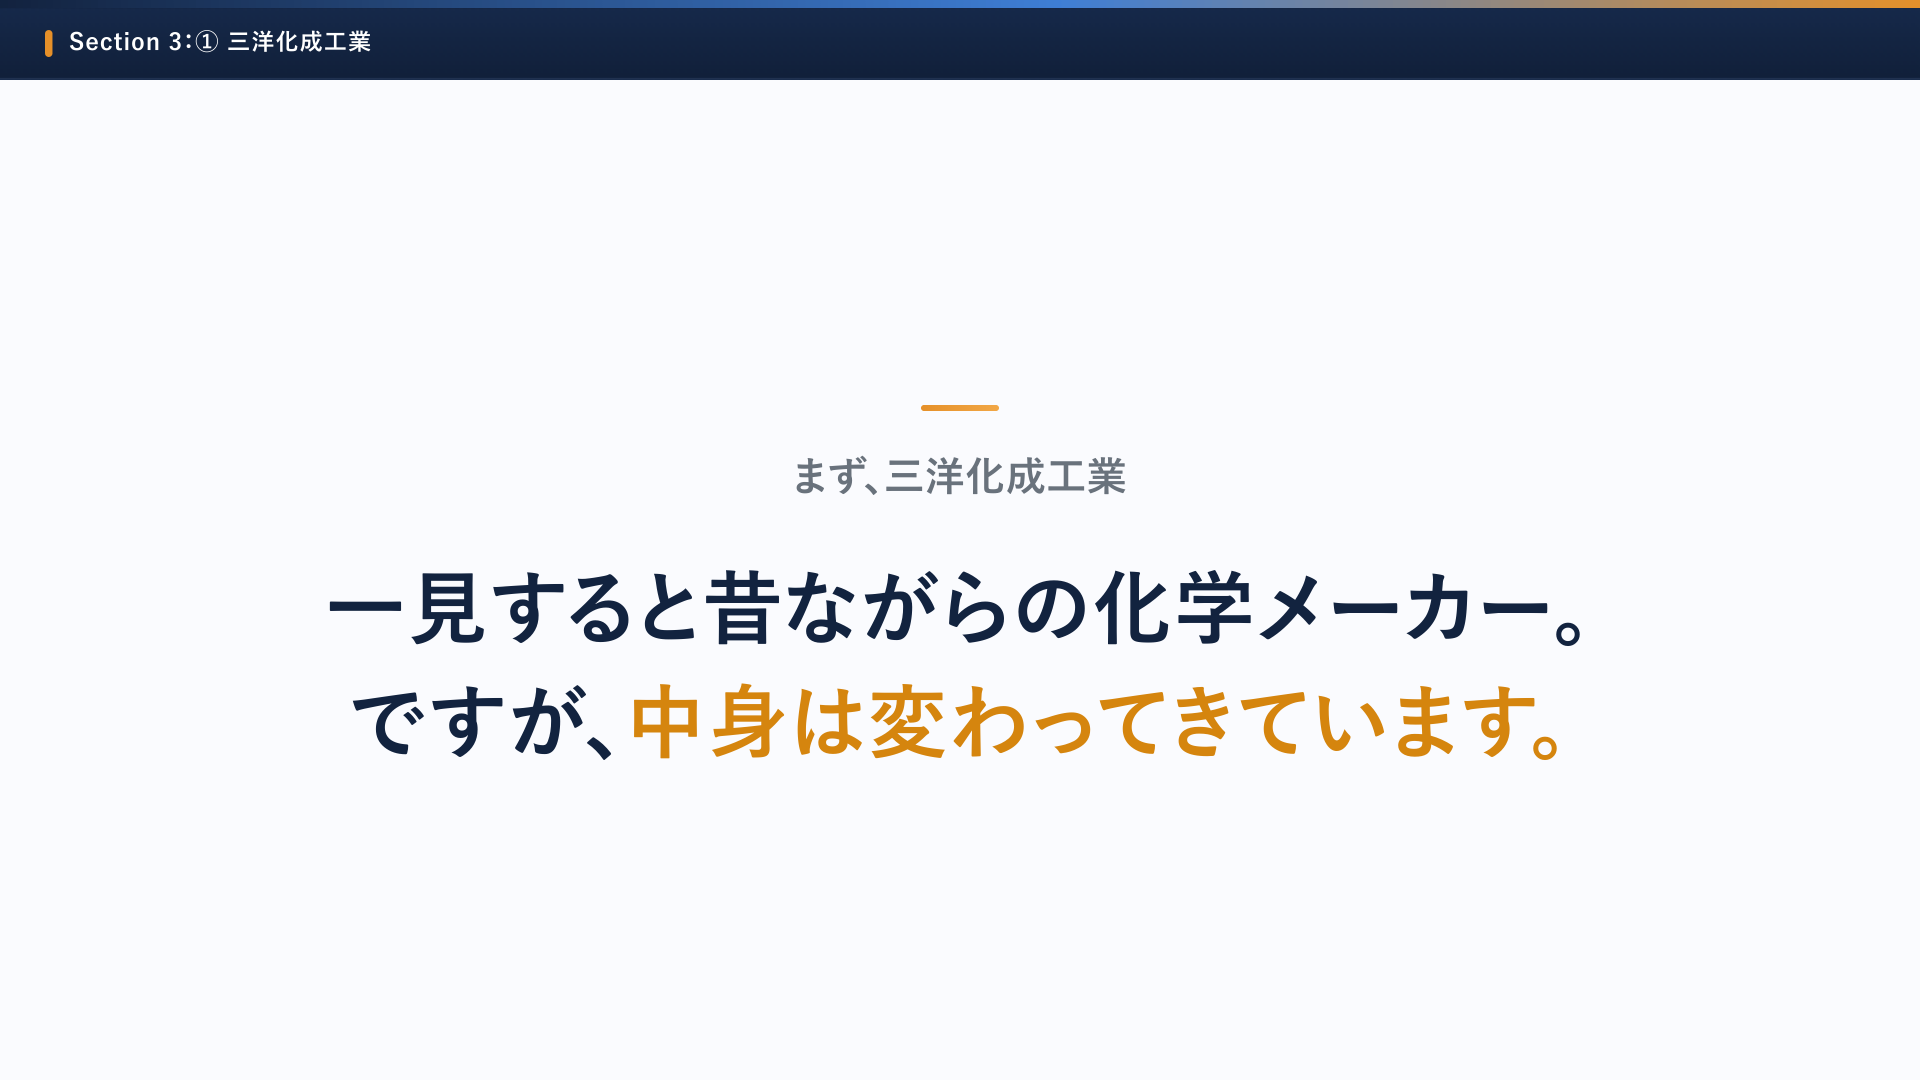 Section 3：① 三洋化成工業
まず、三洋化成工業
一見すると昔ながらの化学メーカー。
ですが、中身は変わってきています。